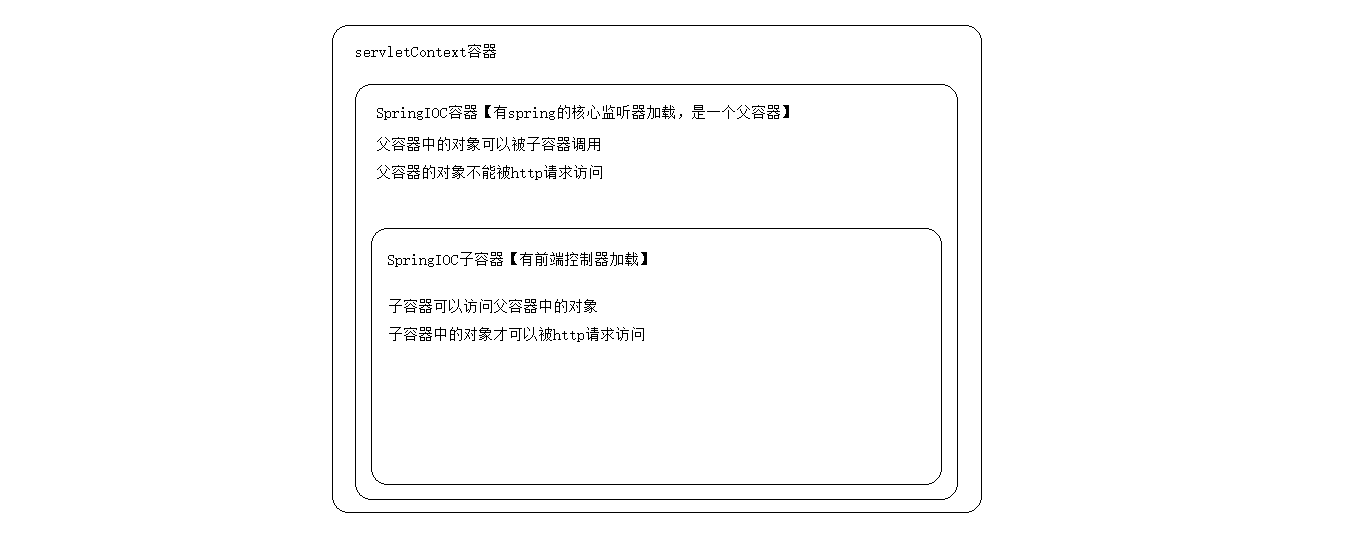 servletContext容器
SpringIOC容器【有spring的核心监听器加载，是一个父容器】
父容器中的对象可以被子容器调用
父容器的对象不能被http请求访问
SpringIOC子容器【有前端控制器加载】
子容器可以访问父容器中的对象
子容器中的对象才可以被http请求访问